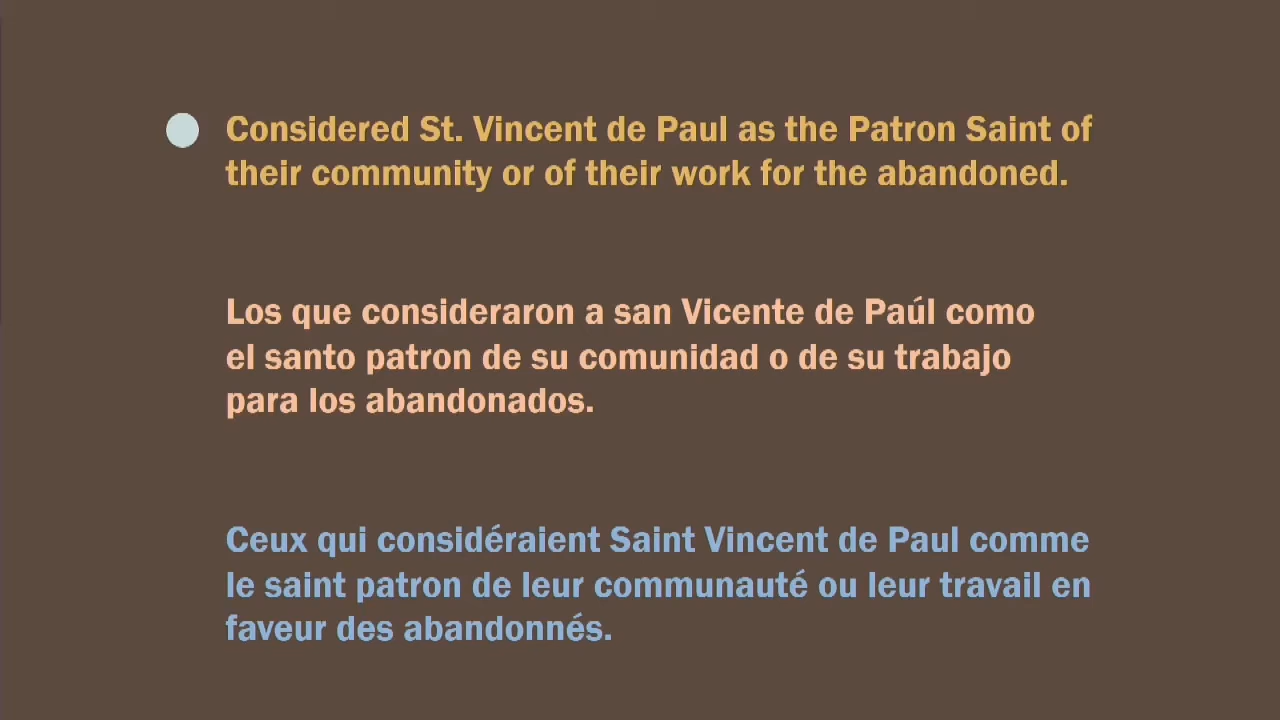 Considered St. Vincent de Paul as the Patron Saint of
their community or of their work for the abandoned.
Los que consideraron a san Vicente de Paúl como
el santo patron de su comunidad o de su trabajo
para los abandonados.
Ceux qui considéraient Saint Vincent de Paul comme
le saint patron de leur communauté ou leur travail en
faveur des abandonnés.